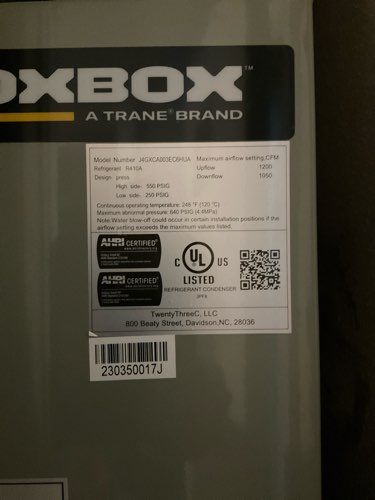 OXBOX™
A TRANE® BRAND
Model Number J4GXCA003EC6HUA Maximum airflow setting,CFM
Refrigerant R410A Upflow 1200
Design press Downflow 1050
High side: 550 PSIG
Low side: 250 PSIG
Continuous operating temperature: 248 °F (120 °C).
Maximum abnormal pressure: 640 PSIG (4.4MPa)
Note:Water blow-off could occur in certain installation positions if the
airflow setting exceeds the maximum values listed.
AHRI CERTIFIED®
AHRI CERTIFIED®
C UL US
LISTED
REFRIGERANT CONDENSER
TwentyThreeC, LLC
800 Beaty Street, Davidson,NC, 28036
230350017J